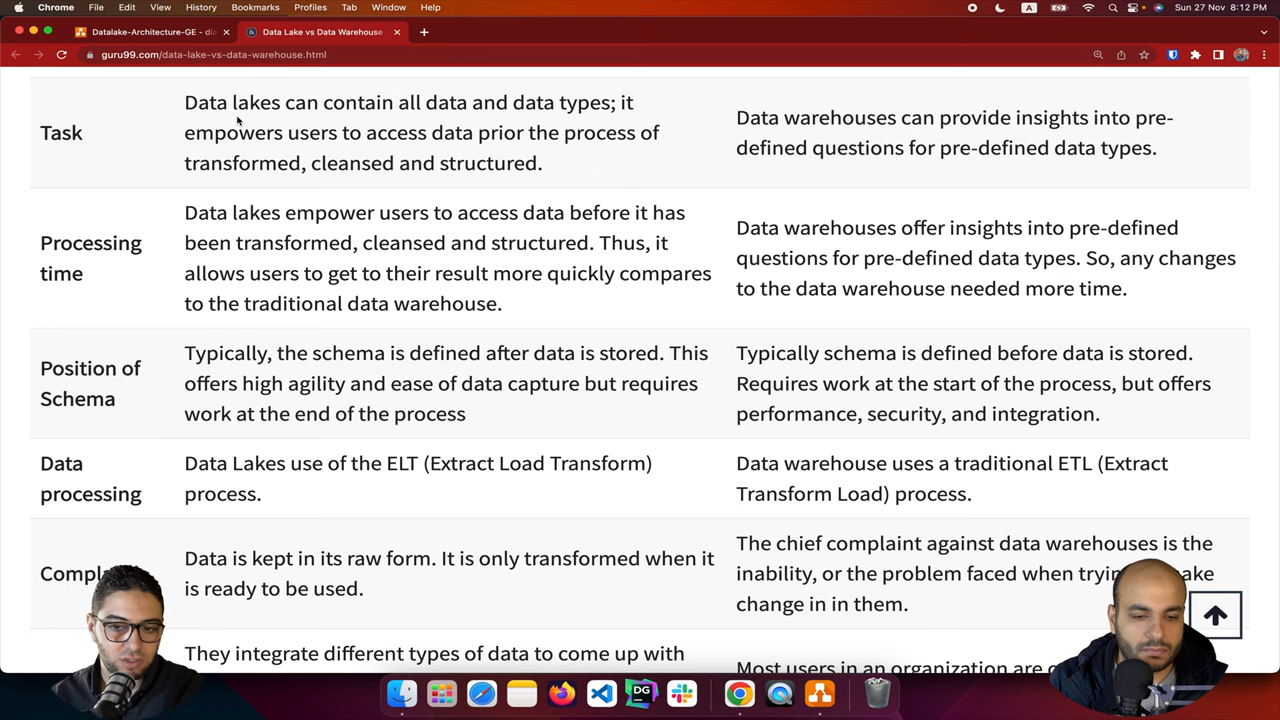 Chrome File Edit View History Bookmarks Profiles Tab Window Help
A
Sun 27 Nov 8:12 PM
Datalake-Architecture-GE - dia
Data Lake vs Data Warehouse
guru99.com/data-lake-vs-data-warehouse.html
Task
Data lakes can contain all data and data types; it
empowers users to access data prior the process of
transformed, cleansed and structured.
Data warehouses can provide insights into pre-
defined questions for pre-defined data types.
Processing
time
Data lakes empower users to access data before it has
been transformed, cleansed and structured. Thus, it
allows users to get to their result more quickly compares
to the traditional data warehouse.
Data warehouses offer insights into pre-defined
questions for pre-defined data types. So, any changes
to the data warehouse needed more time.
Position of
Schema
Typically, the schema is defined after data is stored. This
offers high agility and ease of data capture but requires
work at the end of the process
Typically schema is defined before data is stored.
Requires work at the start of the process, but offers
performance, security, and integration.
Data
processing
Data Lakes use of the ELT (Extract Load Transform)
process.
Data warehouse uses a traditional ETL (Extract
Transform Load) process.
Compl
Data is kept in its raw form. It is only transformed when it
is ready to be used.
The chief complaint against data warehouses is the
inability, or the problem faced when
change in in them.
They integrate different types of data to come up with
Most users in an organization are
DG